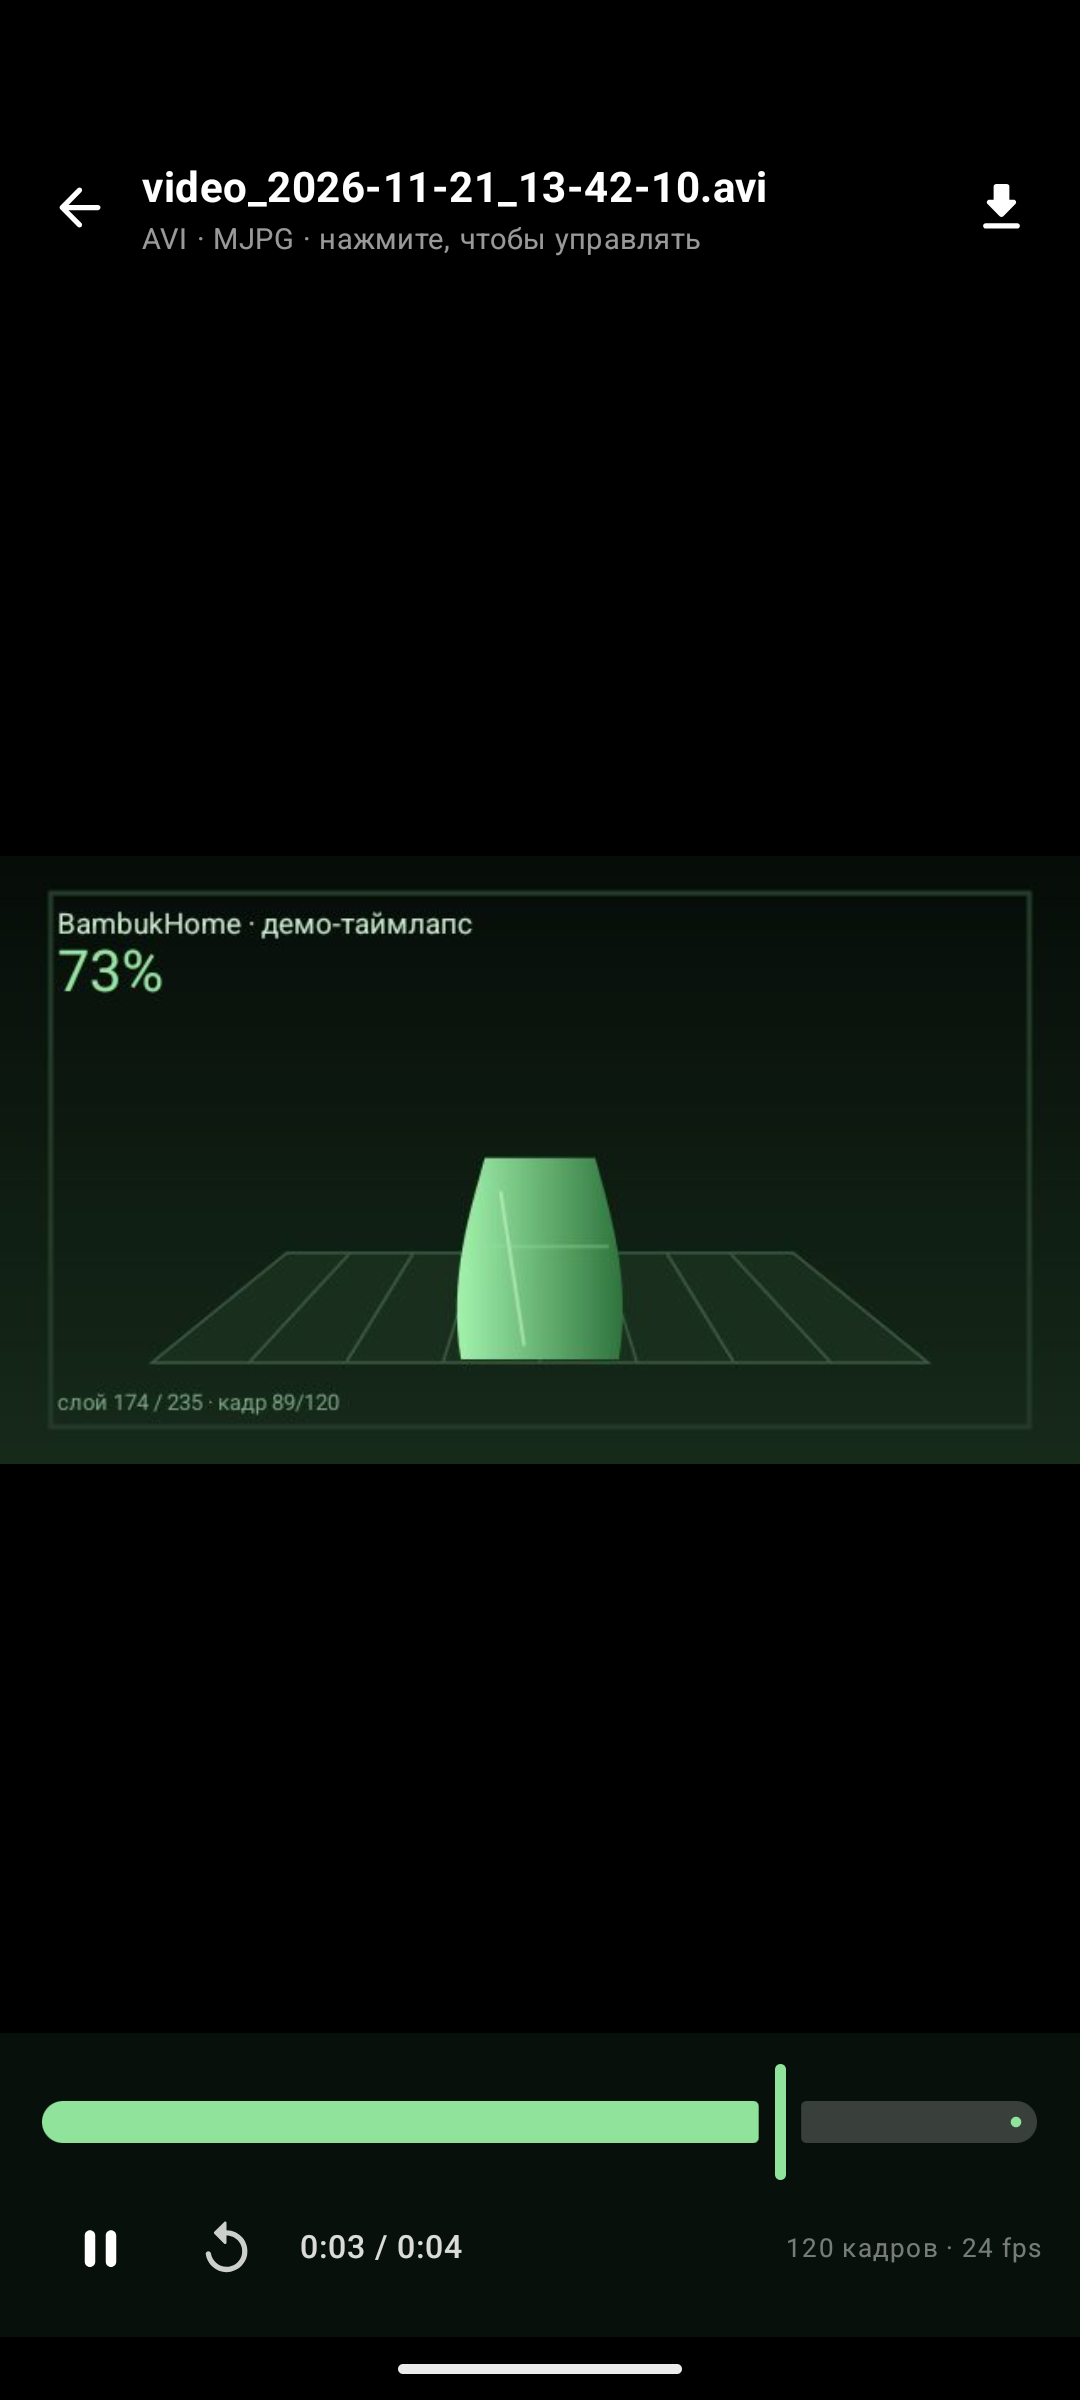 video_2026-11-21_13-42-10.avi
AVI · MJPG · нажмите, чтобы управлять
BambukHome · демо-таймлапс
73%
слой 174 / 235 · кадр 89/120
0:03 / 0:04
120 кадров · 24 fps